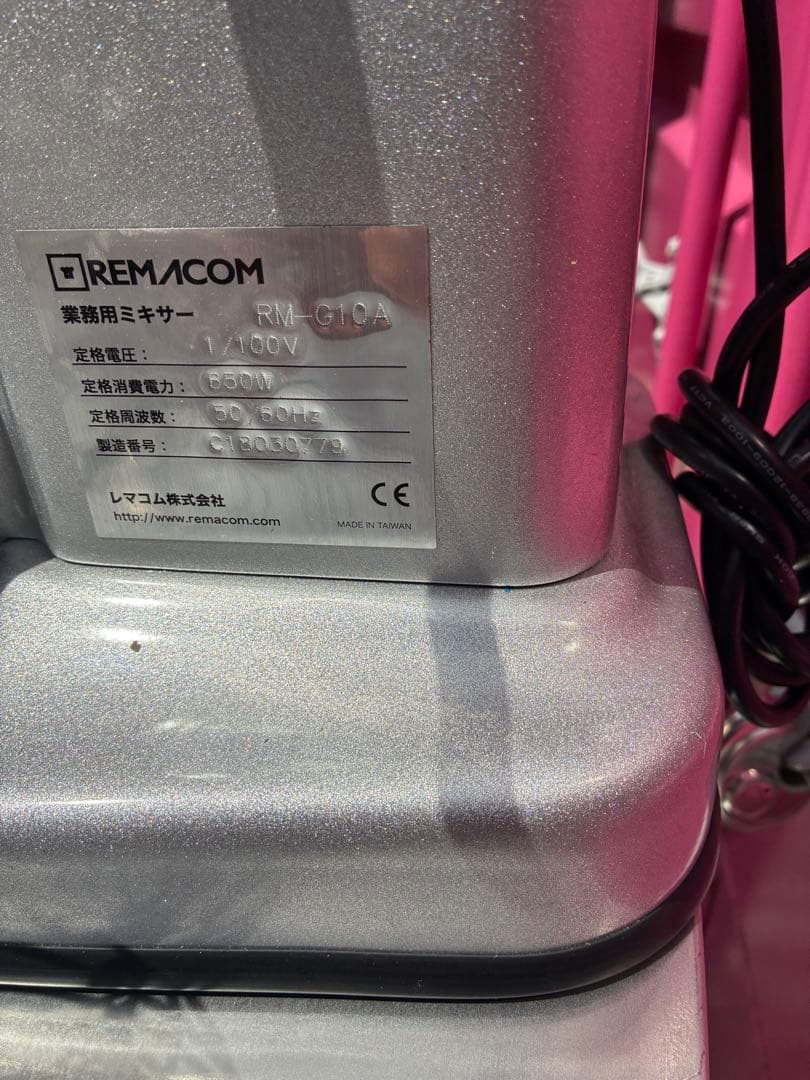 REMACOM
業務用ミキサー RM-G10A
定格電圧： 1/100V
定格消費電力： 650W
定格周波数： 50/60Hz
製造番号： C18030779
レマコム株式会社 CE
http://www.remacom.com MADE IN TAIWAN